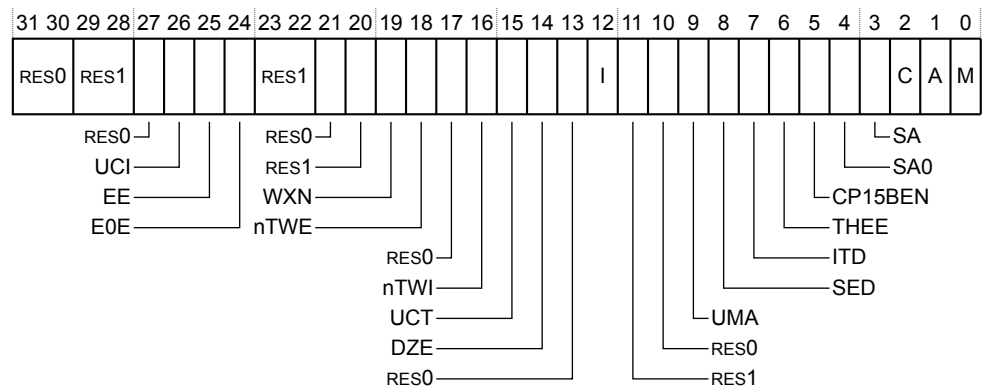 31 30 29 28 27 26 25 24 23 22 21 20 19 18 17 16 15 14 13 12 11 10 9 8 7 6 5 4 3 2 1 0
RES0 RES1 RES1 I C A M
RES0 RES0 SA
UCI RES1 SA0
EE WXN CP15BEN
E0E nTWE THEE
RES0 ITD
nTWI SED
UCT UMA
DZE RES0
RES0 RES1